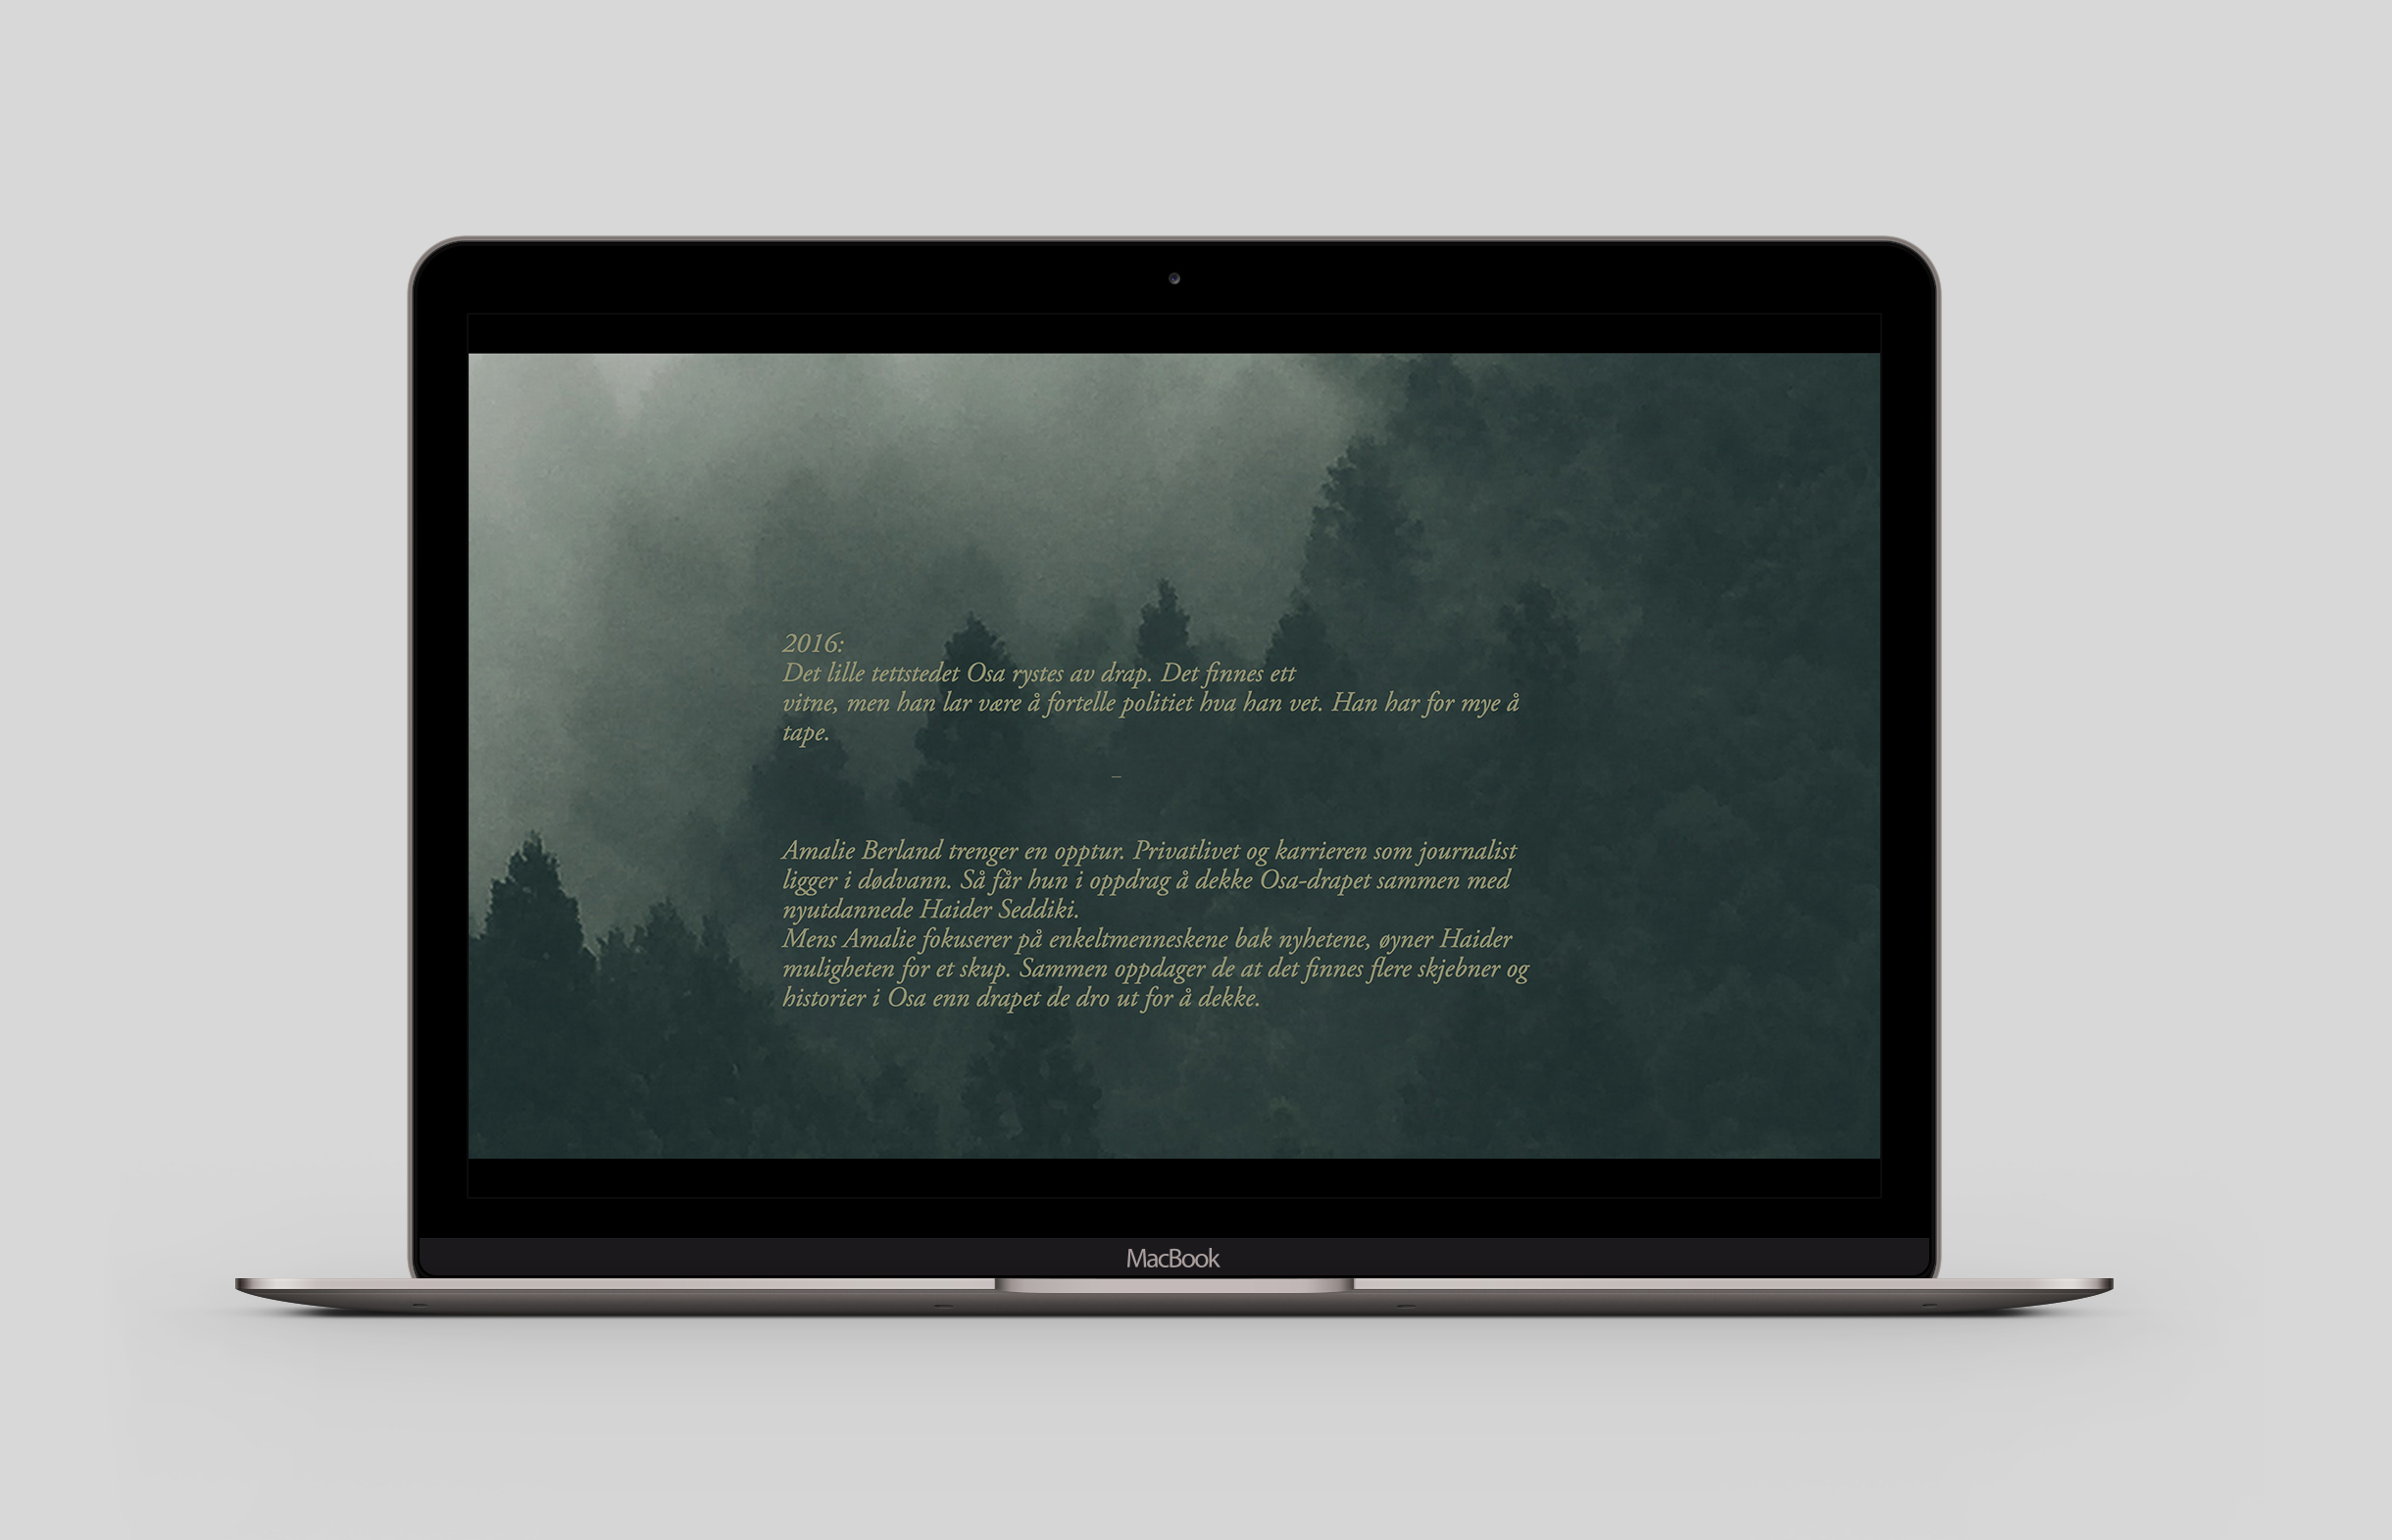 2016:
Det lille tettstedet Osa rystes av drap. Det finnes ett
vitne, men han lar være å fortelle politiet hva han vet. Han har for mye å
tape.
–
Amalie Berland trenger en opptur. Privatlivet og karrieren som journalist
ligger i dødvann. Så får hun i oppdrag å dekke Osa-drapet sammen med
nyutdannede Haider Seddiki.
Mens Amalie fokuserer på enkeltmenneskene bak nyhetene, øyner Haider
muligheten for et skup. Sammen oppdager de at det finnes flere skjebner og
historier i Osa enn drapet de dro ut for å dekke.
MacBook